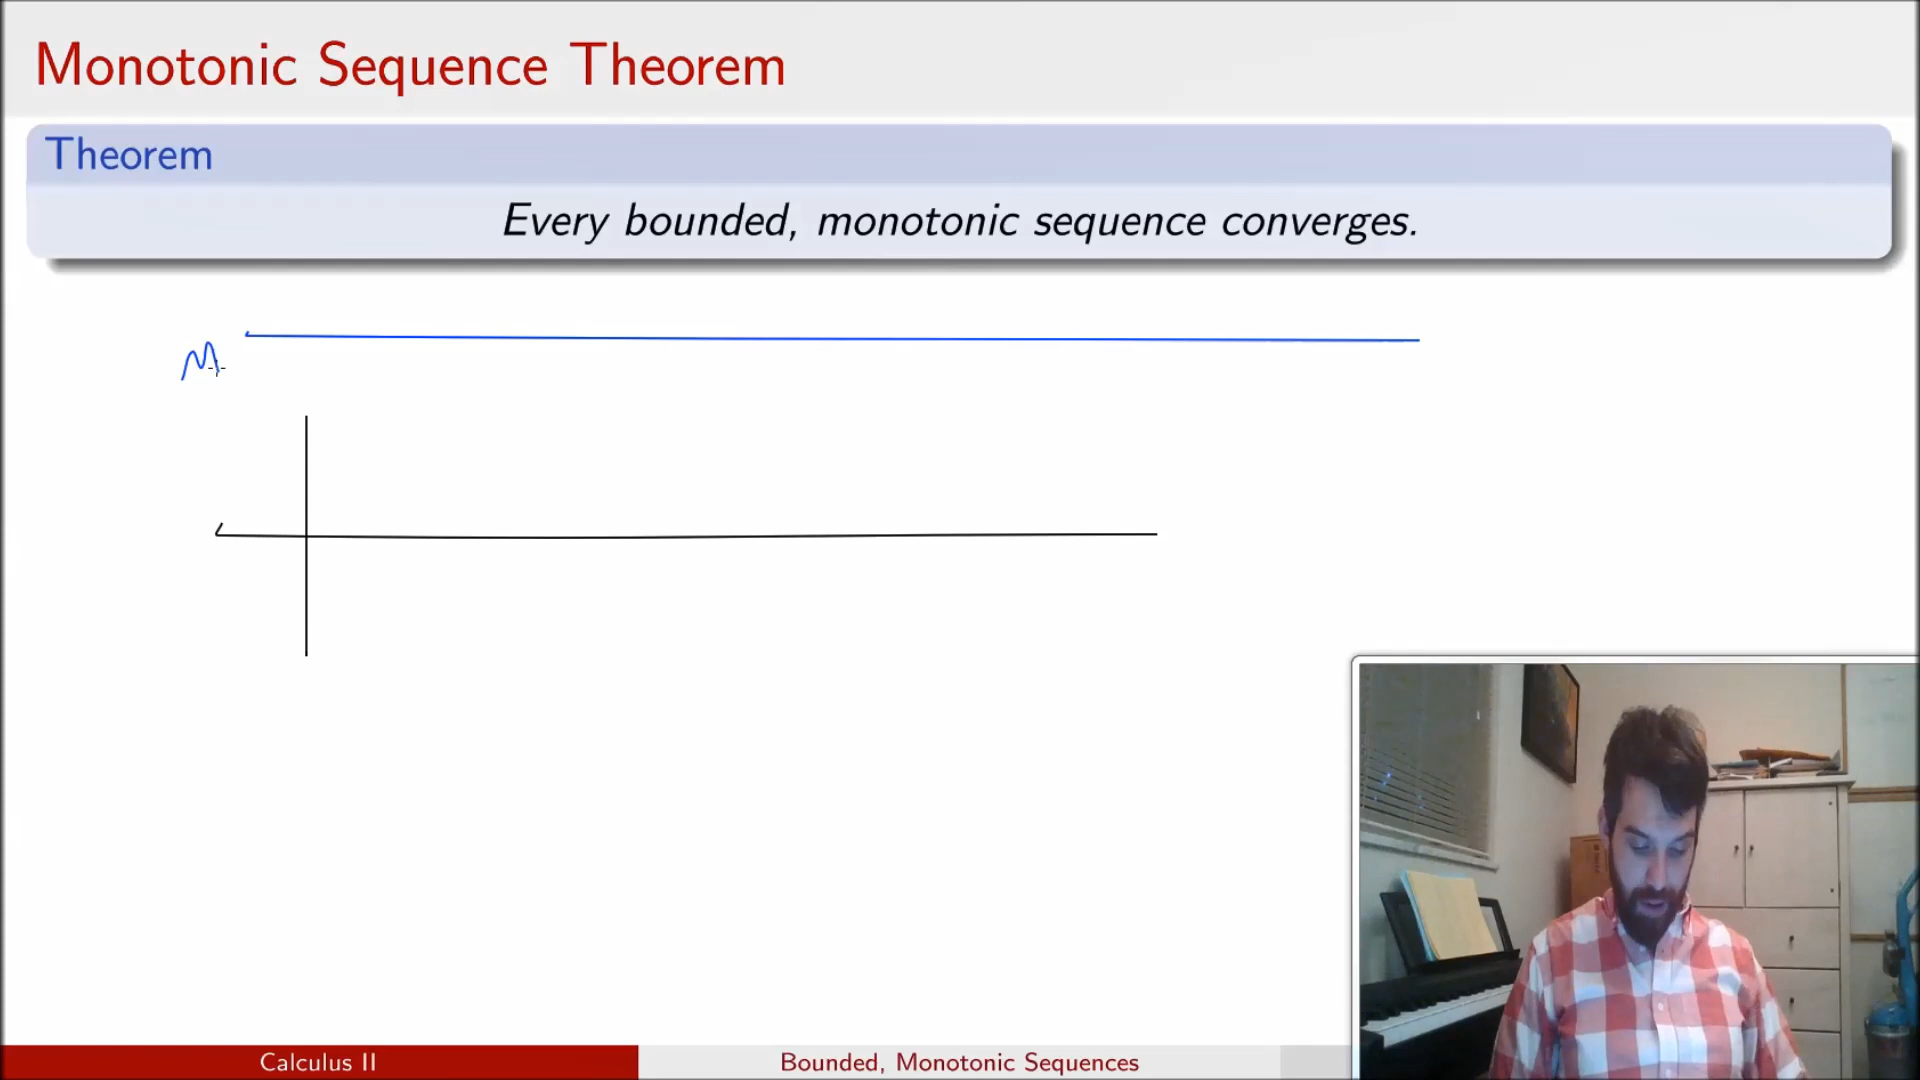 Monotonic Sequence Theorem
Theorem
Every bounded, monotonic sequence converges.
M
Calculus II
Bounded, Monotonic Sequences